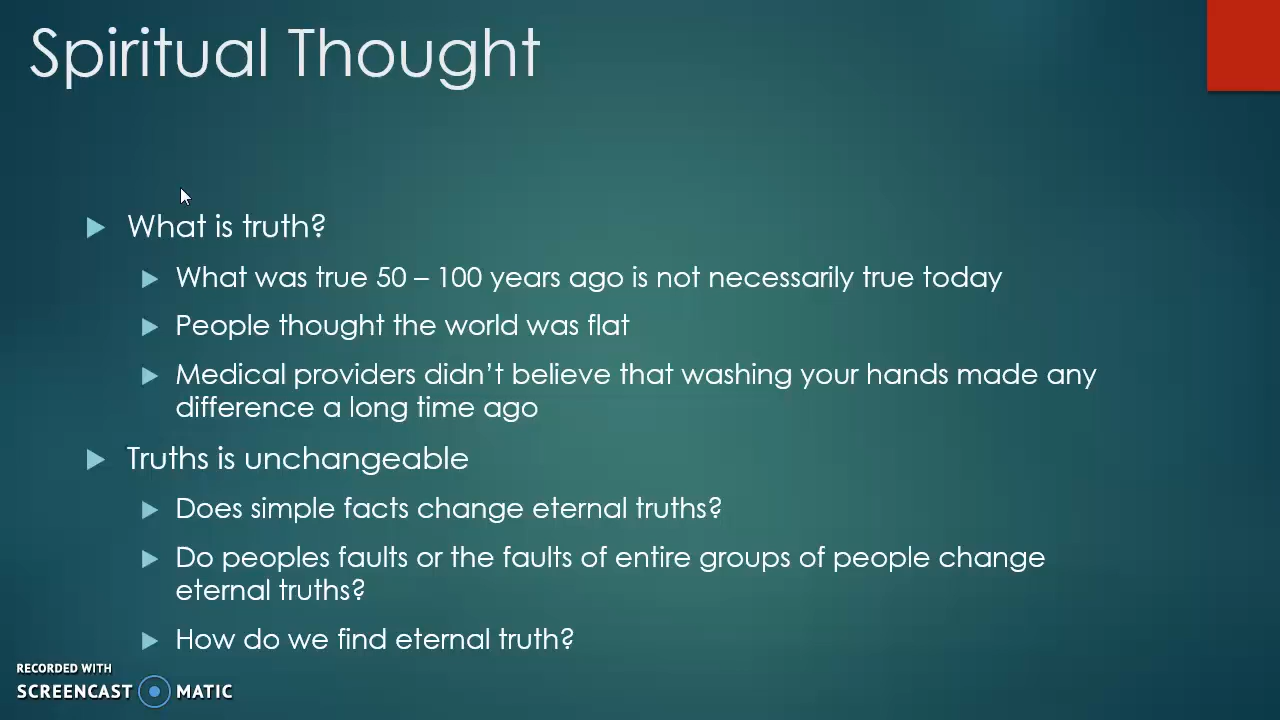 Spiritual Thought
What is truth?
What was true 50 – 100 years ago is not necessarily true today
People thought the world was flat
Medical providers didn’t believe that washing your hands made any
difference a long time ago
Truths is unchangeable
Does simple facts change eternal truths?
Do peoples faults or the faults of entire groups of people change
eternal truths?
How do we find eternal truth?
RECORDED WITH
SCREENCAST MATIC